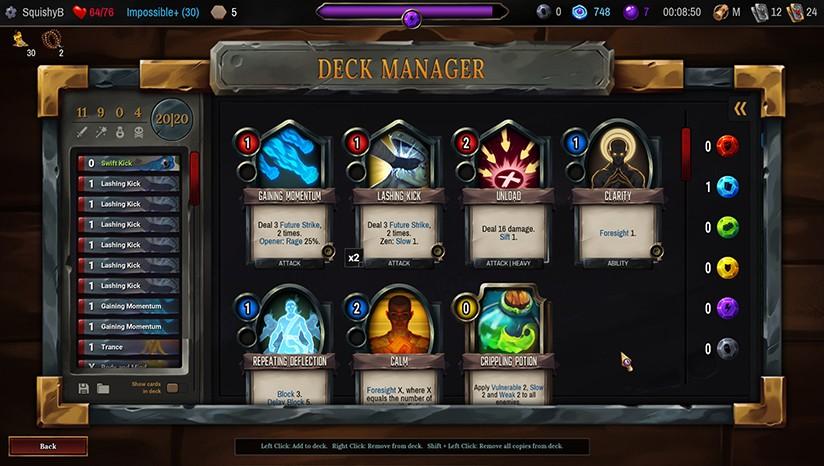 SquishyB 64/76 Impossible+ (30) 5 0 748 7 00:08:50 M 12 24
30 2
DECK MANAGER
11 9 0 4 20|20
0 Swift Kick
1 Lashing Kick
1 Lashing Kick
1 Lashing Kick
1 Lashing Kick
1 Lashing Kick
1 Lashing Kick
1 Gaining Momentum
1 Gaining Momentum
1 Trance
X Body and Mind
Show cards
in deck
1
GAINING MOMENTUM
Deal 3 Future Strike,
2 times.
Opener: Rage 25%.
ATTACK
1
LASHING KICK
Deal 3 Future Strike,
2 times.
Zen: Slow 1.
x2
ATTACK
2
UNLOAD
Deal 16 damage.
Sift 1.
ATTACK | HEAVY
1
CLARITY
Foresight 1.
ABILITY
1
REPEATING DEFLECTION
Block 3.
Delay Block 5.
2
CALM
Foresight X, where X
equals the number of
0
CRIPPLING POTION
Apply Vulnerable 2, Slow
2 and Weak 2 to all
enemies.
0
1
0
0
0
0
Back
Left Click: Add to deck. Right Click: Remove from deck. Shift + Left Click: Remove all copies from deck.